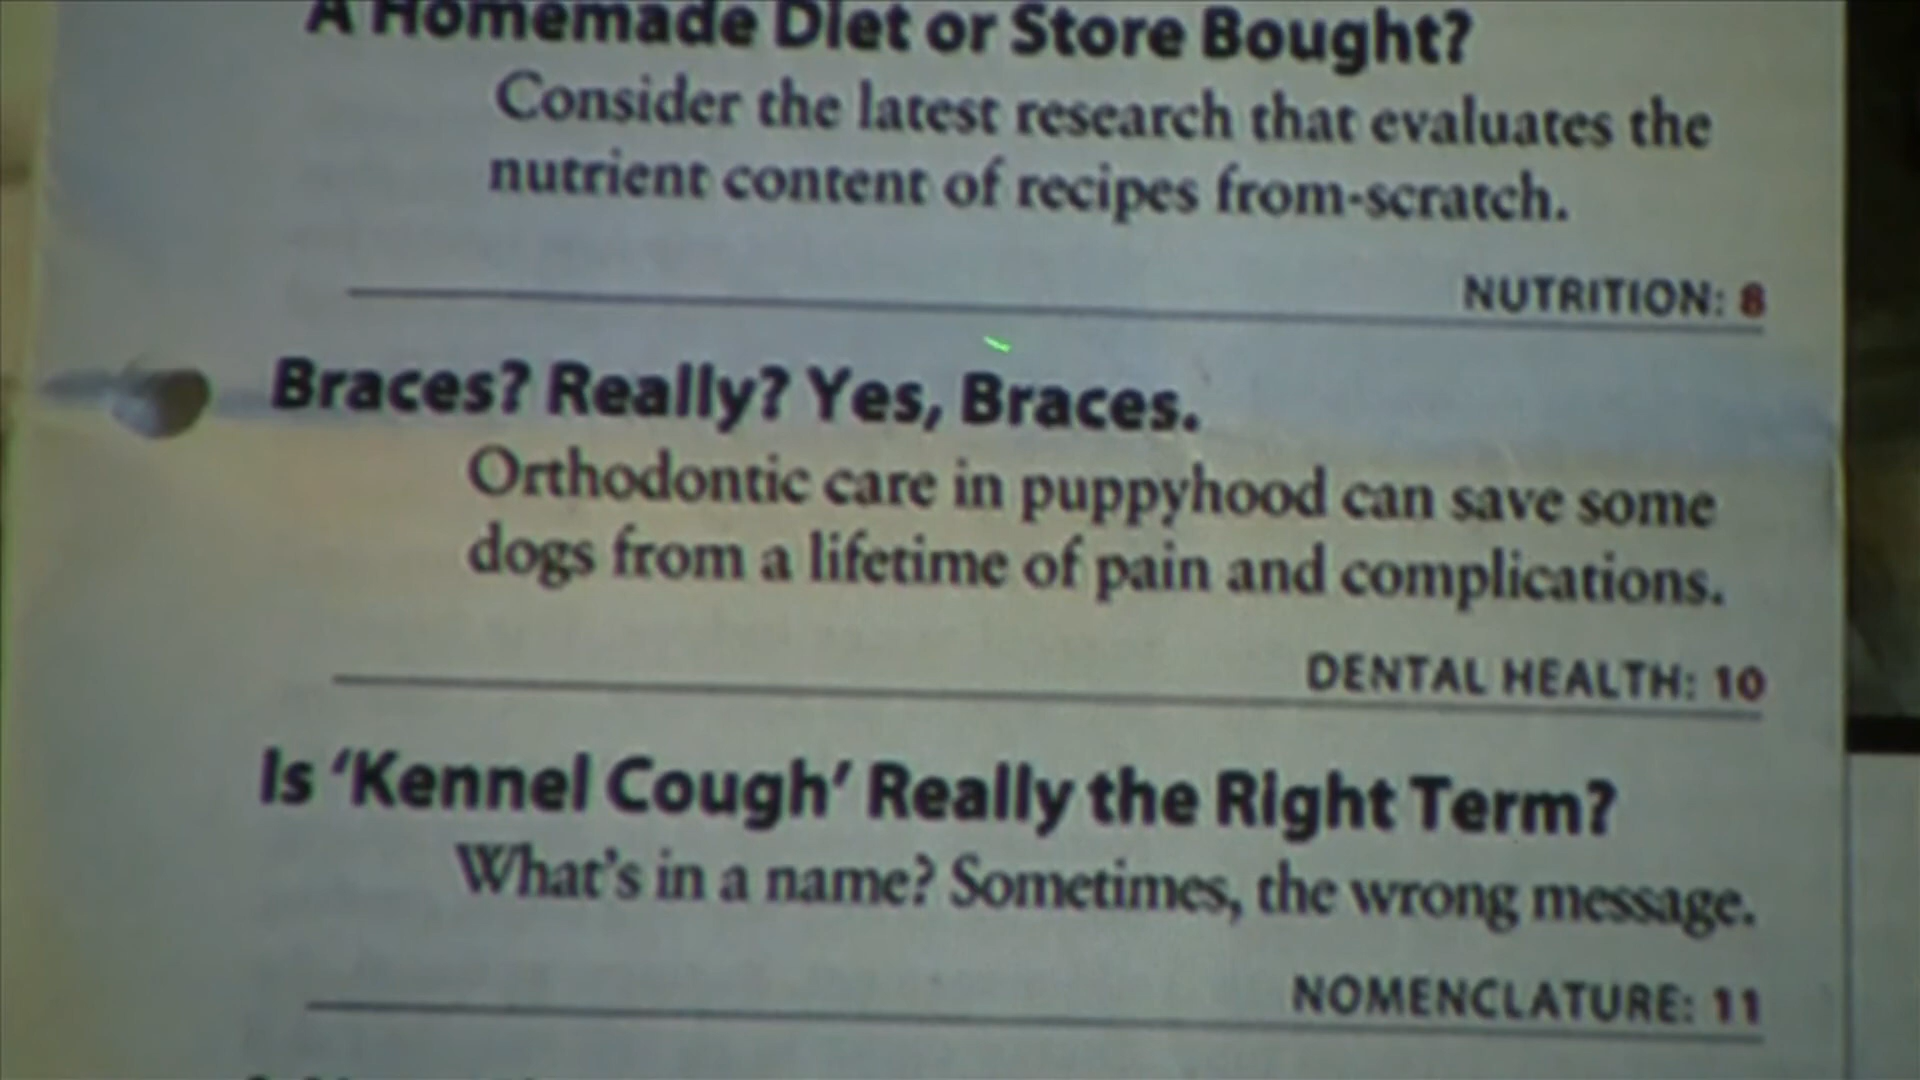 A Homemade Diet or Store Bought?
Consider the latest research that evaluates the
nutrient content of recipes from-scratch.
NUTRITION: 8
Braces? Really? Yes, Braces.
Orthodontic care in puppyhood can save some
dogs from a lifetime of pain and complications.
DENTAL HEALTH: 10
Is ‘Kennel Cough’ Really the Right Term?
What’s in a name? Sometimes, the wrong message.
NOMENCLATURE: 11